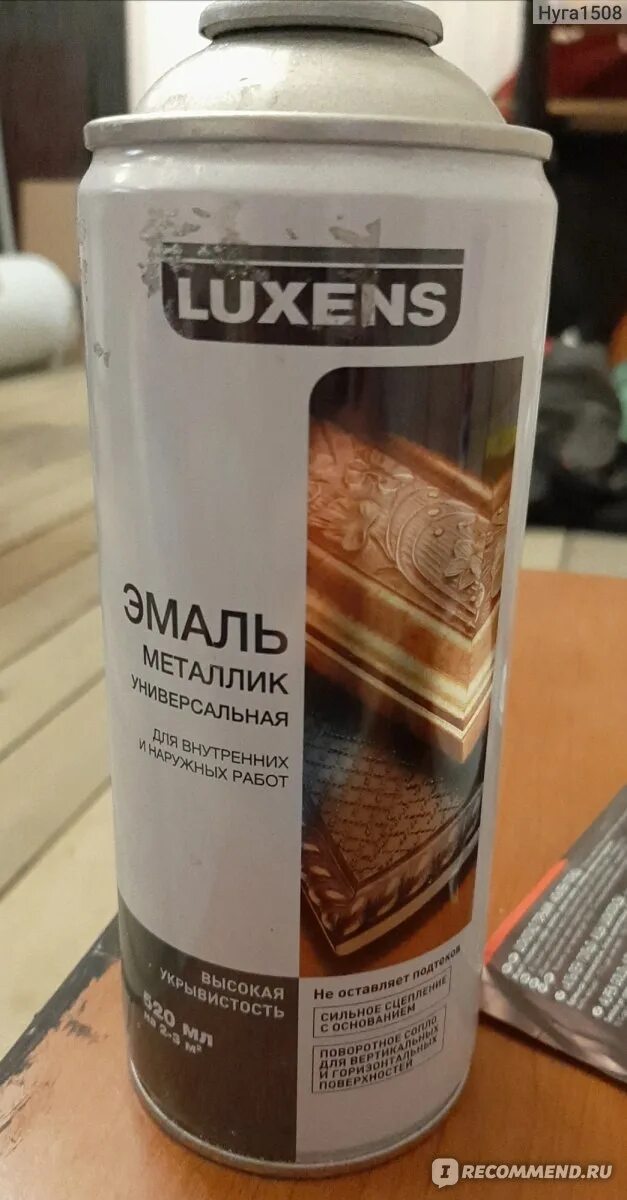 Нуга1508
LUXENS
ЭМАЛЬ
МЕТАЛЛИК
УНИВЕРСАЛЬНАЯ
ДЛЯ ВНУТРЕННИХ
И НАРУЖНЫХ РАБОТ
ВЫСОКАЯ
УКРЫВИСТОСТЬ
520 МЛ
на 2-3 м²
Не оставляет подтеков
СИЛЬНОЕ СЦЕПЛЕНИЕ
С ОСНОВАНИЕМ
ПОВОРОТНОЕ СОПЛО
ДЛЯ ВЕРТИКАЛЬНЫХ
И ГОРИЗОНТАЛЬНЫХ
ПОВЕРХНОСТЕЙ
IRECOMMEND.RU